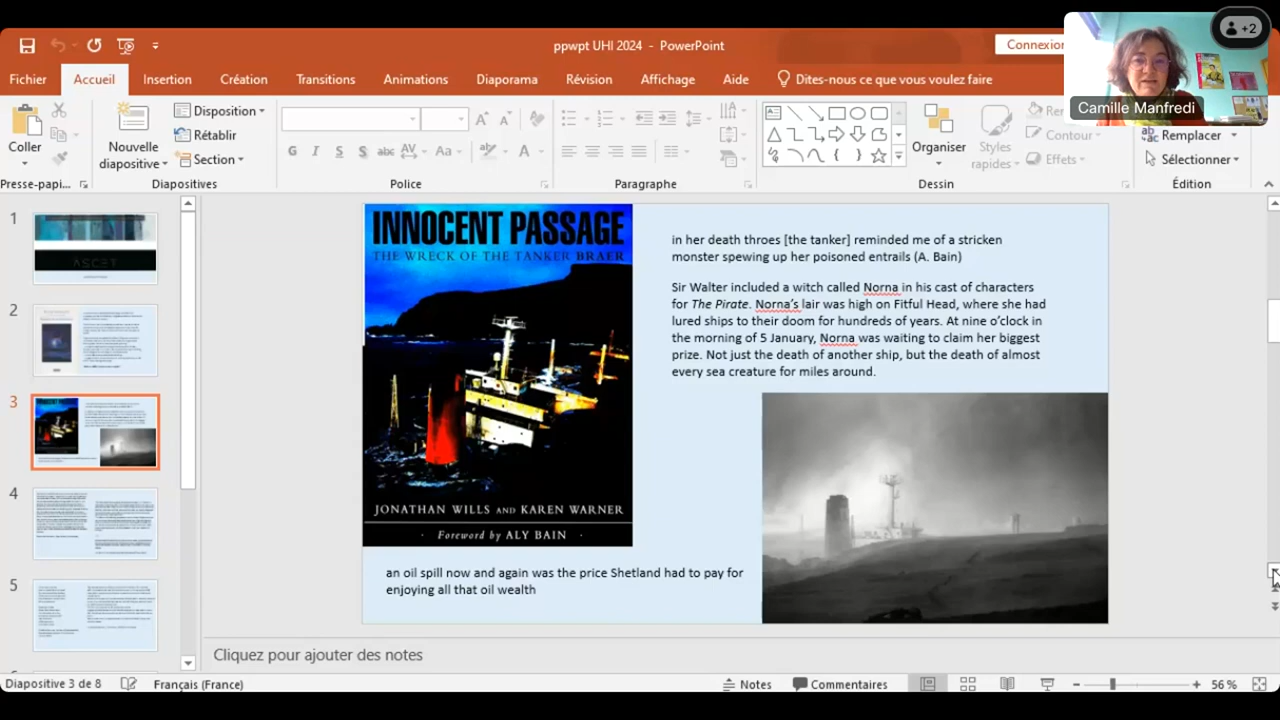 ppwpt UHI 2024 - PowerPoint
Connexion
+2
Camille Manfredi
Fichier
Accueil
Insertion
Création
Transitions
Animations
Diaporama
Révision
Affichage
Aide
Dites-nous ce que vous voulez faire
Coller
Nouvelle
diapositive
Disposition
Rétablir
Section
Organiser
Styles
rapides
Contour
Effets
Remplacer
Sélectionner
Presse-papi...
Diapositives
Police
Paragraphe
Dessin
Édition
1
2
3
4
5
INNOCENT PASSAGE
THE WRECK OF THE TANKER BRAER
JONATHAN WILLS AND KAREN WARNER
· Foreword by ALY BAIN ·
in her death throes [the tanker] reminded me of a stricken
monster spewing up her poisoned entrails (A. Bain)
Sir Walter included a witch called Norna in his cast of characters
for The Pirate. Norna’s lair was high on Fitful Head, where she had
lured ships to their doom for hundreds of years. At nine o’clock in
the morning of 5 January, Norna was waiting to claim her biggest
prize. Not just the death of another ship, but the death of almost
every sea creature for miles around.
an oil spill now and again was the price Shetland had to pay for
enjoying all that oil wealth
Cliquez pour ajouter des notes
Diapositive 3 de 8
Français (France)
Notes
Commentaires
56 %